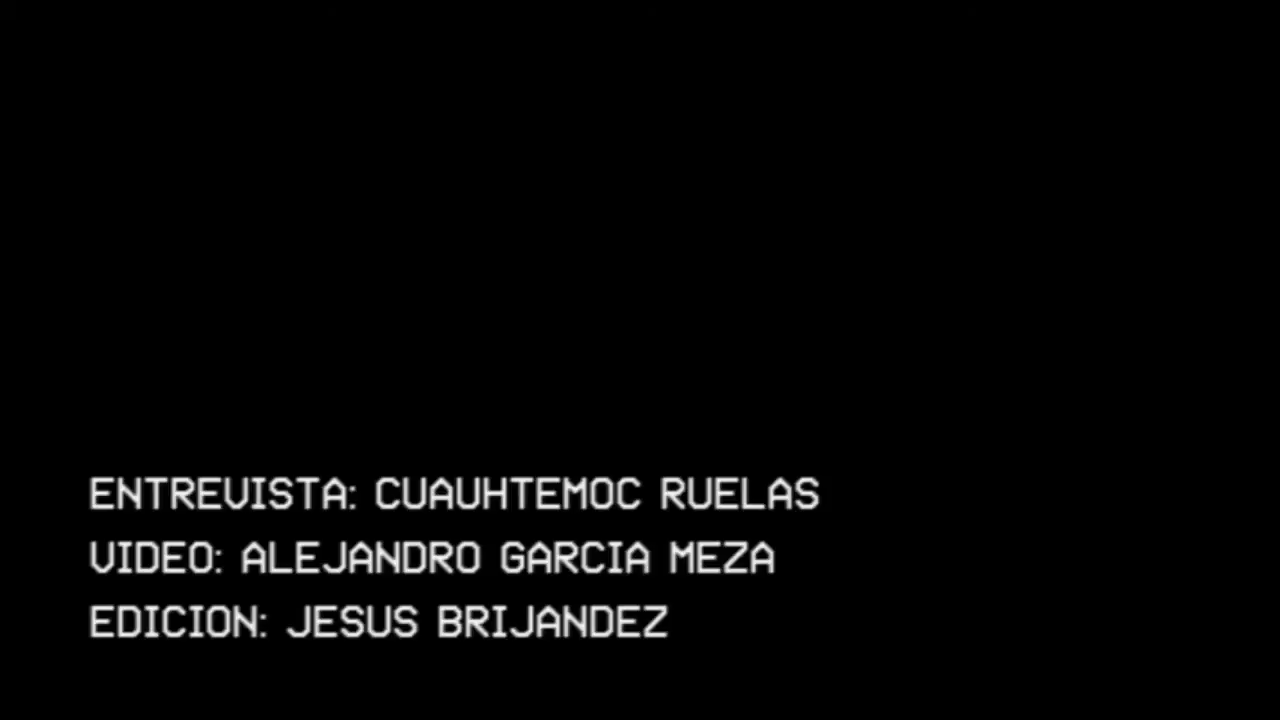 ENTREVISTA: CUAUHTEMOC RUELAS
VIDEO: ALEJANDRO GARCIA MEZA
EDICION: JESUS BRIJANDEZ